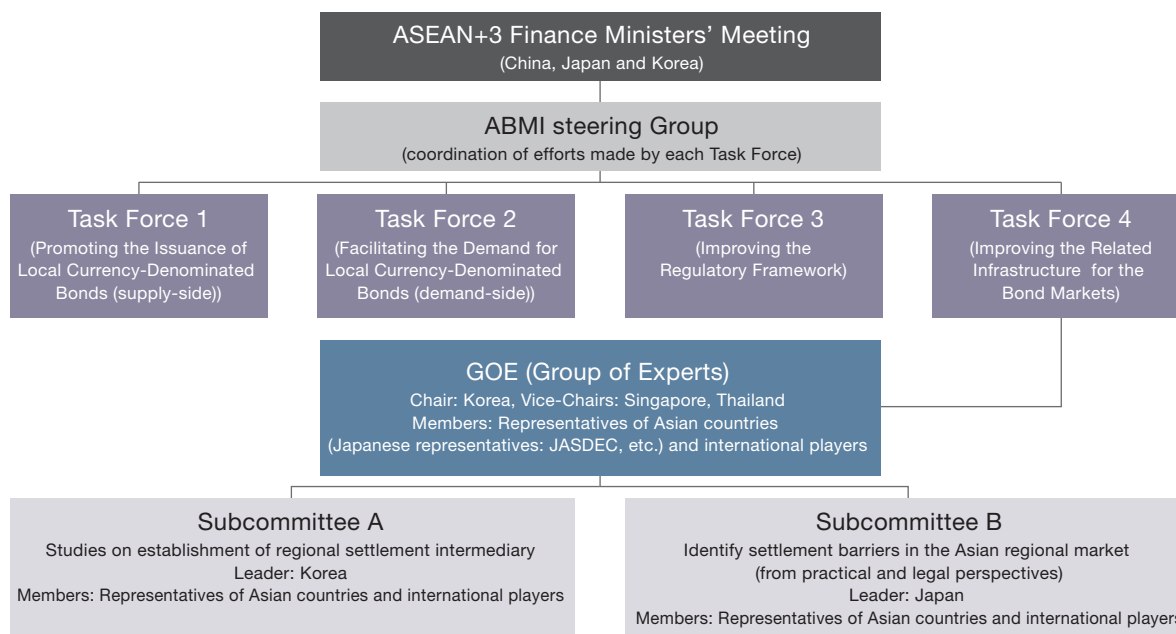 ASEAN+3 Finance Ministers’ Meeting
(China, Japan and Korea)
ABMI steering Group
(coordination of efforts made by each Task Force)
Task Force 1
(Promoting the Issuance of
Local Currency-Denominated
Bonds (supply-side))
Task Force 2
(Facilitating the Demand for
Local Currency-Denominated
Bonds (demand-side))
Task Force 3
(Improving the
Regulatory Framework)
Task Force 4
(Improving the Related
Infrastructure for the
Bond Markets)
GOE (Group of Experts)
Chair: Korea, Vice-Chairs: Singapore, Thailand
Members: Representatives of Asian countries
(Japanese representatives: JASDEC, etc.) and international players
Subcommittee A
Studies on establishment of regional settlement intermediary
Leader: Korea
Members: Representatives of Asian countries and international players
Subcommittee B
Identify settlement barriers in the Asian regional market
(from practical and legal perspectives)
Leader: Japan
Members: Representatives of Asian countries and international players